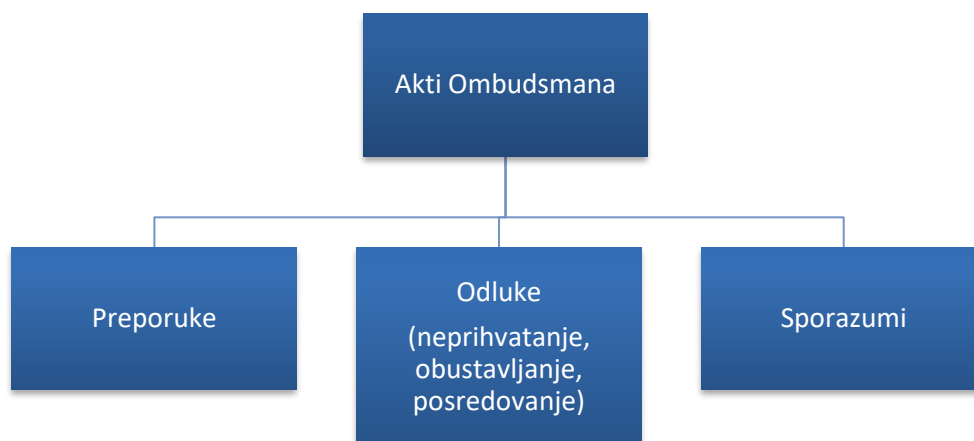 Akti Ombudsmana
Preporuke
Odluke
(neprihvatanje,
obustavljanje,
posredovanje)
Sporazumi